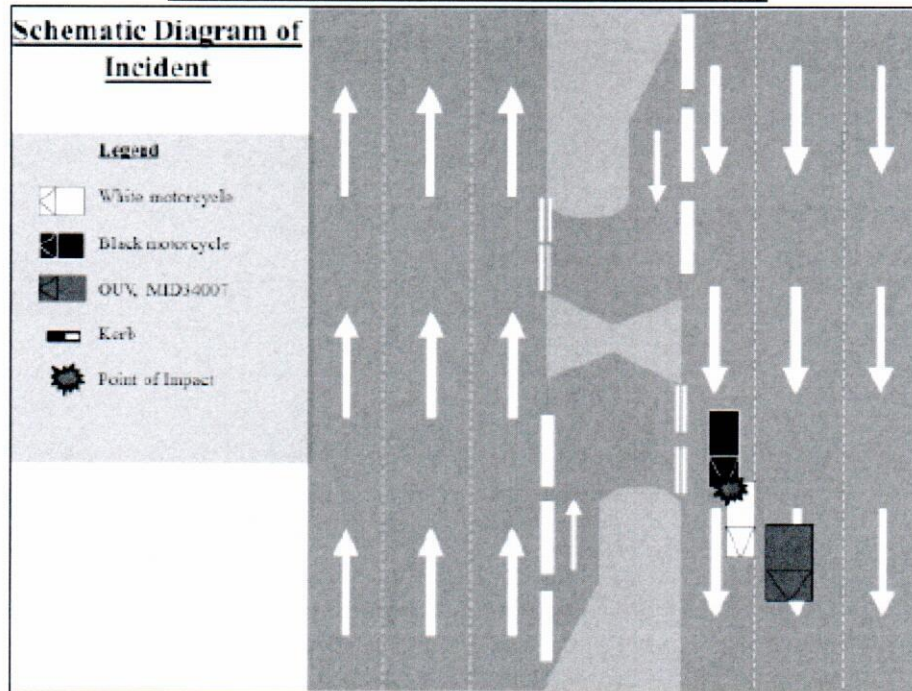 Schematic Diagram of
Incident
Legend
White motorcycle
Black motorcycle
OUV, MID34007
Kerb
Point of Impact